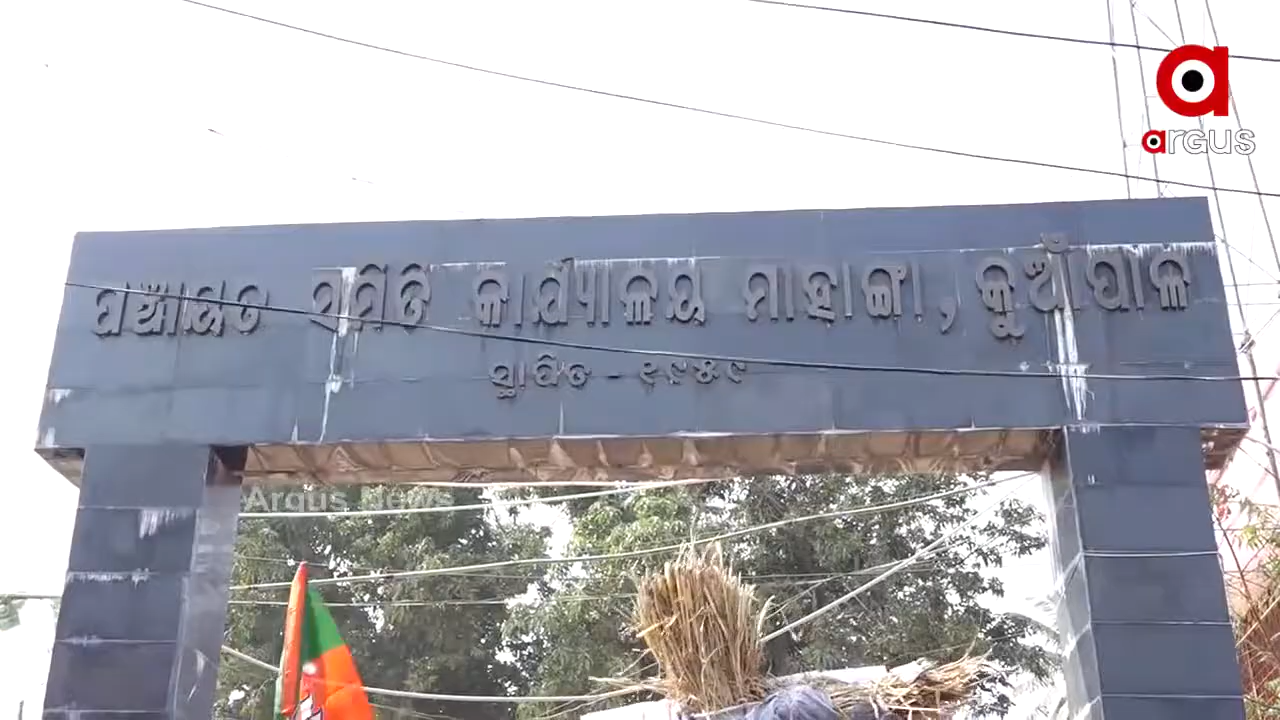 argus
ପଞ୍ଚାୟତ ସମିତି କାର୍ଯ୍ୟାଳୟ ମାହାଙ୍ଗା, କୁଆଁପାଳ
ସ୍ଥାପିତ - ୧୯୫୯
Argus News